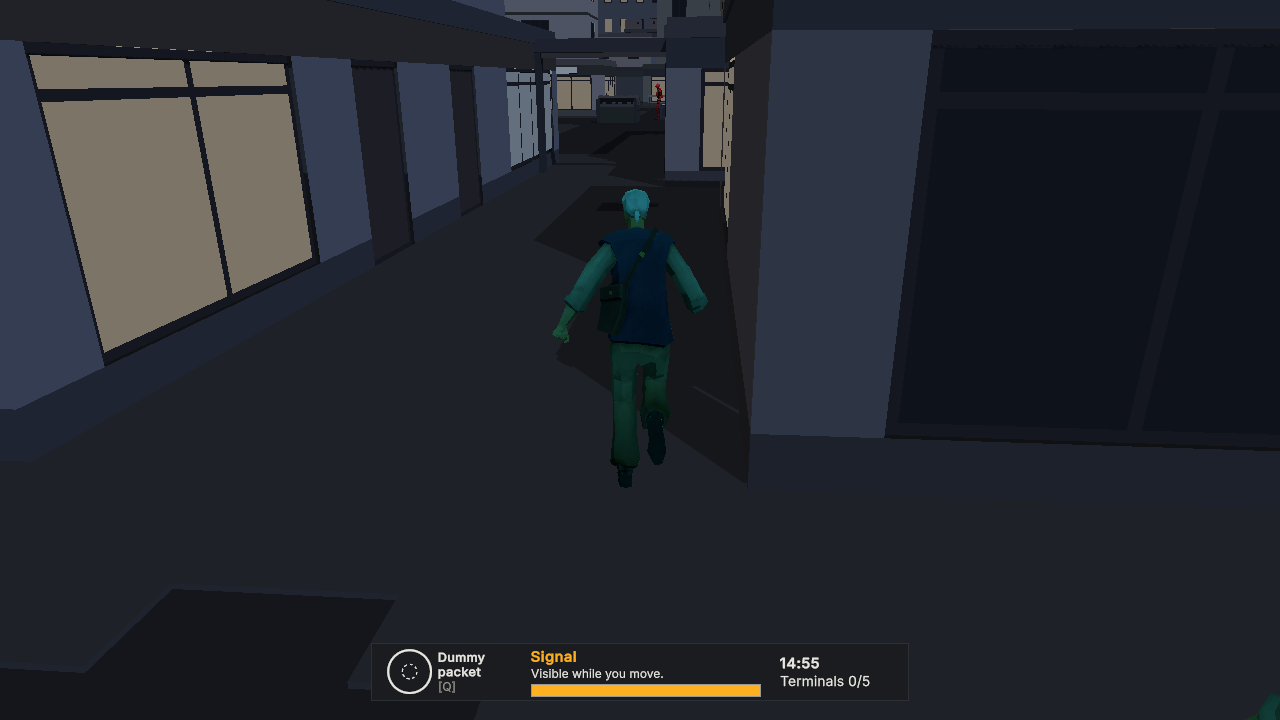 Dummy
packet
[Q]
Signal
Visible while you move.
14:55
Terminals 0/5